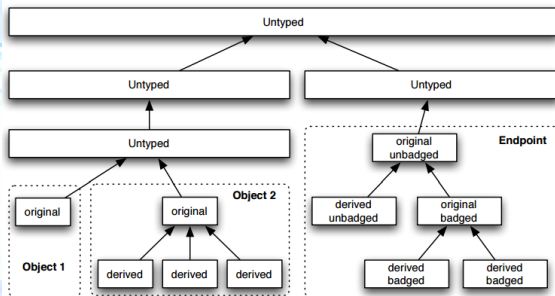 Untyped
Untyped
Untyped
Untyped
original
unbadged
Endpoint
original
Object 2
original
derived
unbadged
original
badged
Object 1
derived
derived
derived
derived
badged
derived
badged